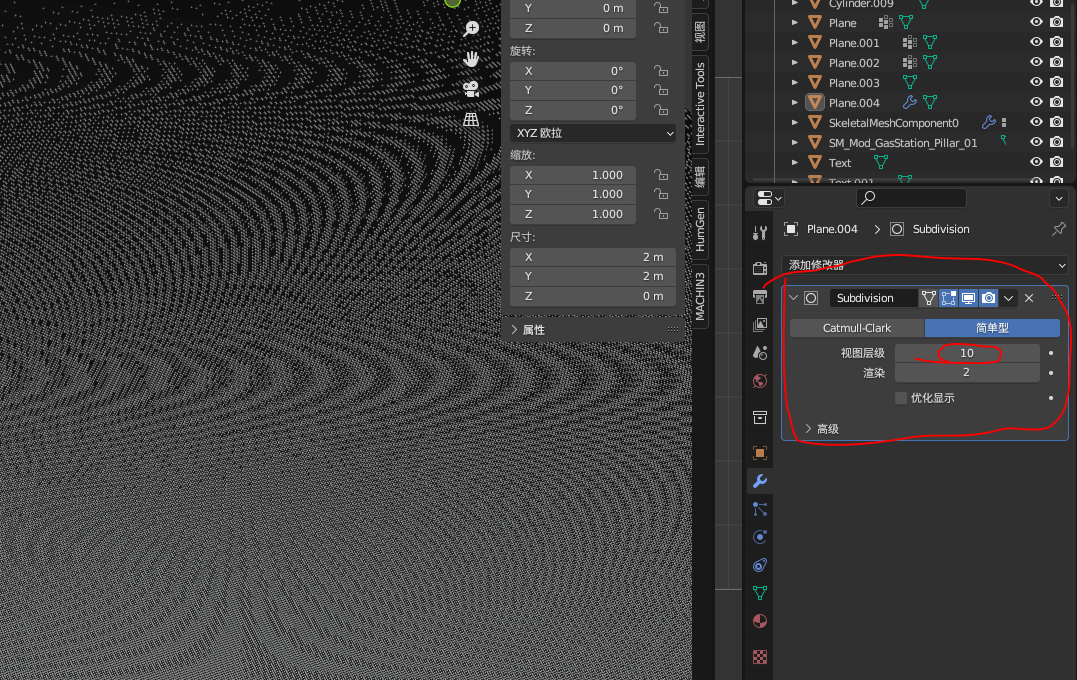 Y 0 m
Z 0 m
旋转:
X 0°
Y 0°
Z 0°
XYZ 欧拉
缩放:
X 1.000
Y 1.000
Z 1.000
尺寸:
X 2 m
Y 2 m
Z 0 m
属性
视图
Interactive Tools
编辑
HumGen
MACHIN3
Cylinder.009
Plane
Plane.001
Plane.002
Plane.003
Plane.004
SkeletalMeshComponent0
SM_Mod_GasStation_Pillar_01
Text
Text.001
Plane.004
Subdivision
添加修改器
Subdivision
Catmull-Clark
简单型
视图层级 10
渲染 2
优化显示
高级